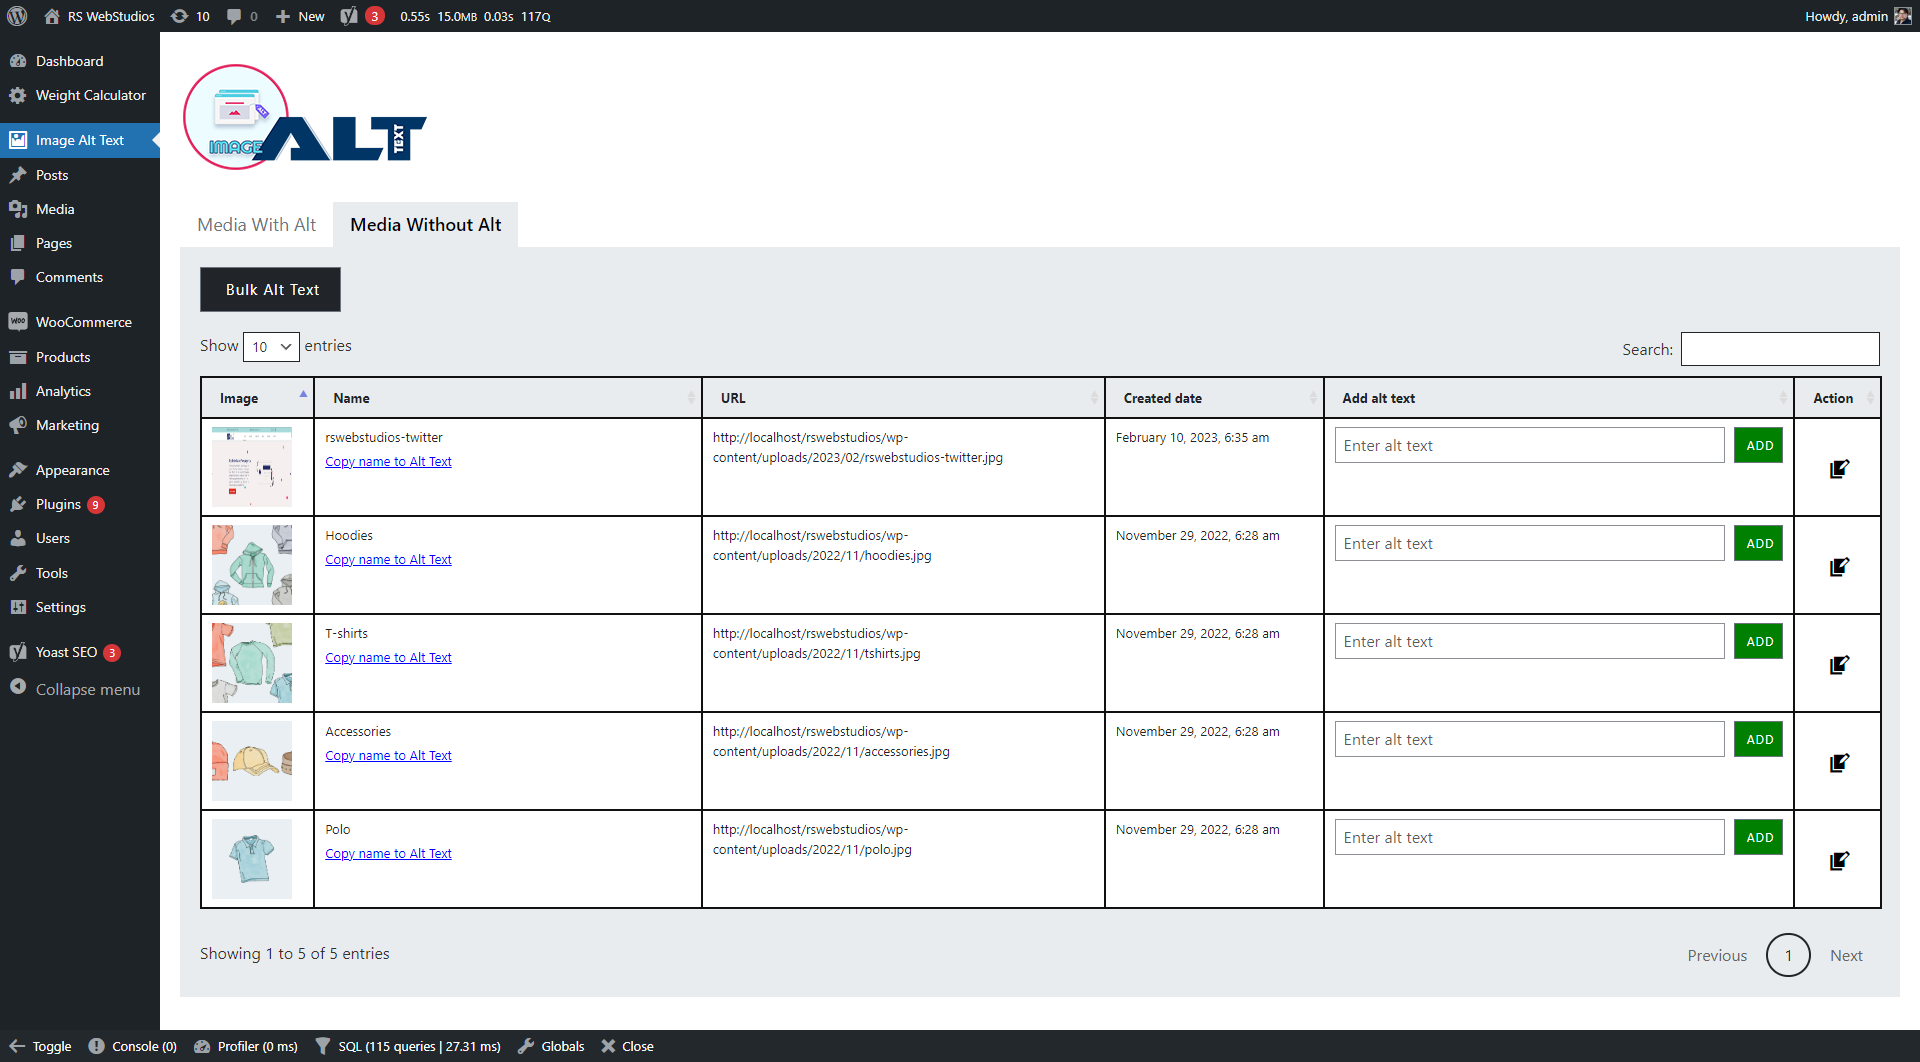 RS WebStudios 10 0 New 3 0.55s 15.0MB 0.03s 117Q Howdy, admin
Dashboard
Weight Calculator
Image Alt Text
Posts
Media
Pages
Comments
WooCommerce
Products
Analytics
Marketing
Appearance
Plugins 9
Users
Tools
Settings
Yoast SEO 3
Collapse menu
IMAGE ALT TEXT
Media With Alt Media Without Alt
Bulk Alt Text
Show 10 entries Search:
Image Name URL Created date Add alt text Action
rswebstudios-twitter http://localhost/rswebstudios/wp- February 10, 2023, 6:35 am Enter alt text ADD
Copy name to Alt Text content/uploads/2023/02/rswebstudios-twitter.jpg
Hoodies http://localhost/rswebstudios/wp- November 29, 2022, 6:28 am Enter alt text ADD
Copy name to Alt Text content/uploads/2022/11/hoodies.jpg
T-shirts http://localhost/rswebstudios/wp- November 29, 2022, 6:28 am Enter alt text ADD
Copy name to Alt Text content/uploads/2022/11/tshirts.jpg
Accessories http://localhost/rswebstudios/wp- November 29, 2022, 6:28 am Enter alt text ADD
Copy name to Alt Text content/uploads/2022/11/accessories.jpg
Polo http://localhost/rswebstudios/wp- November 29, 2022, 6:28 am Enter alt text ADD
Copy name to Alt Text content/uploads/2022/11/polo.jpg
Showing 1 to 5 of 5 entries Previous 1 Next
Toggle Console (0) Profiler (0 ms) SQL (115 queries | 27.31 ms) Globals Close